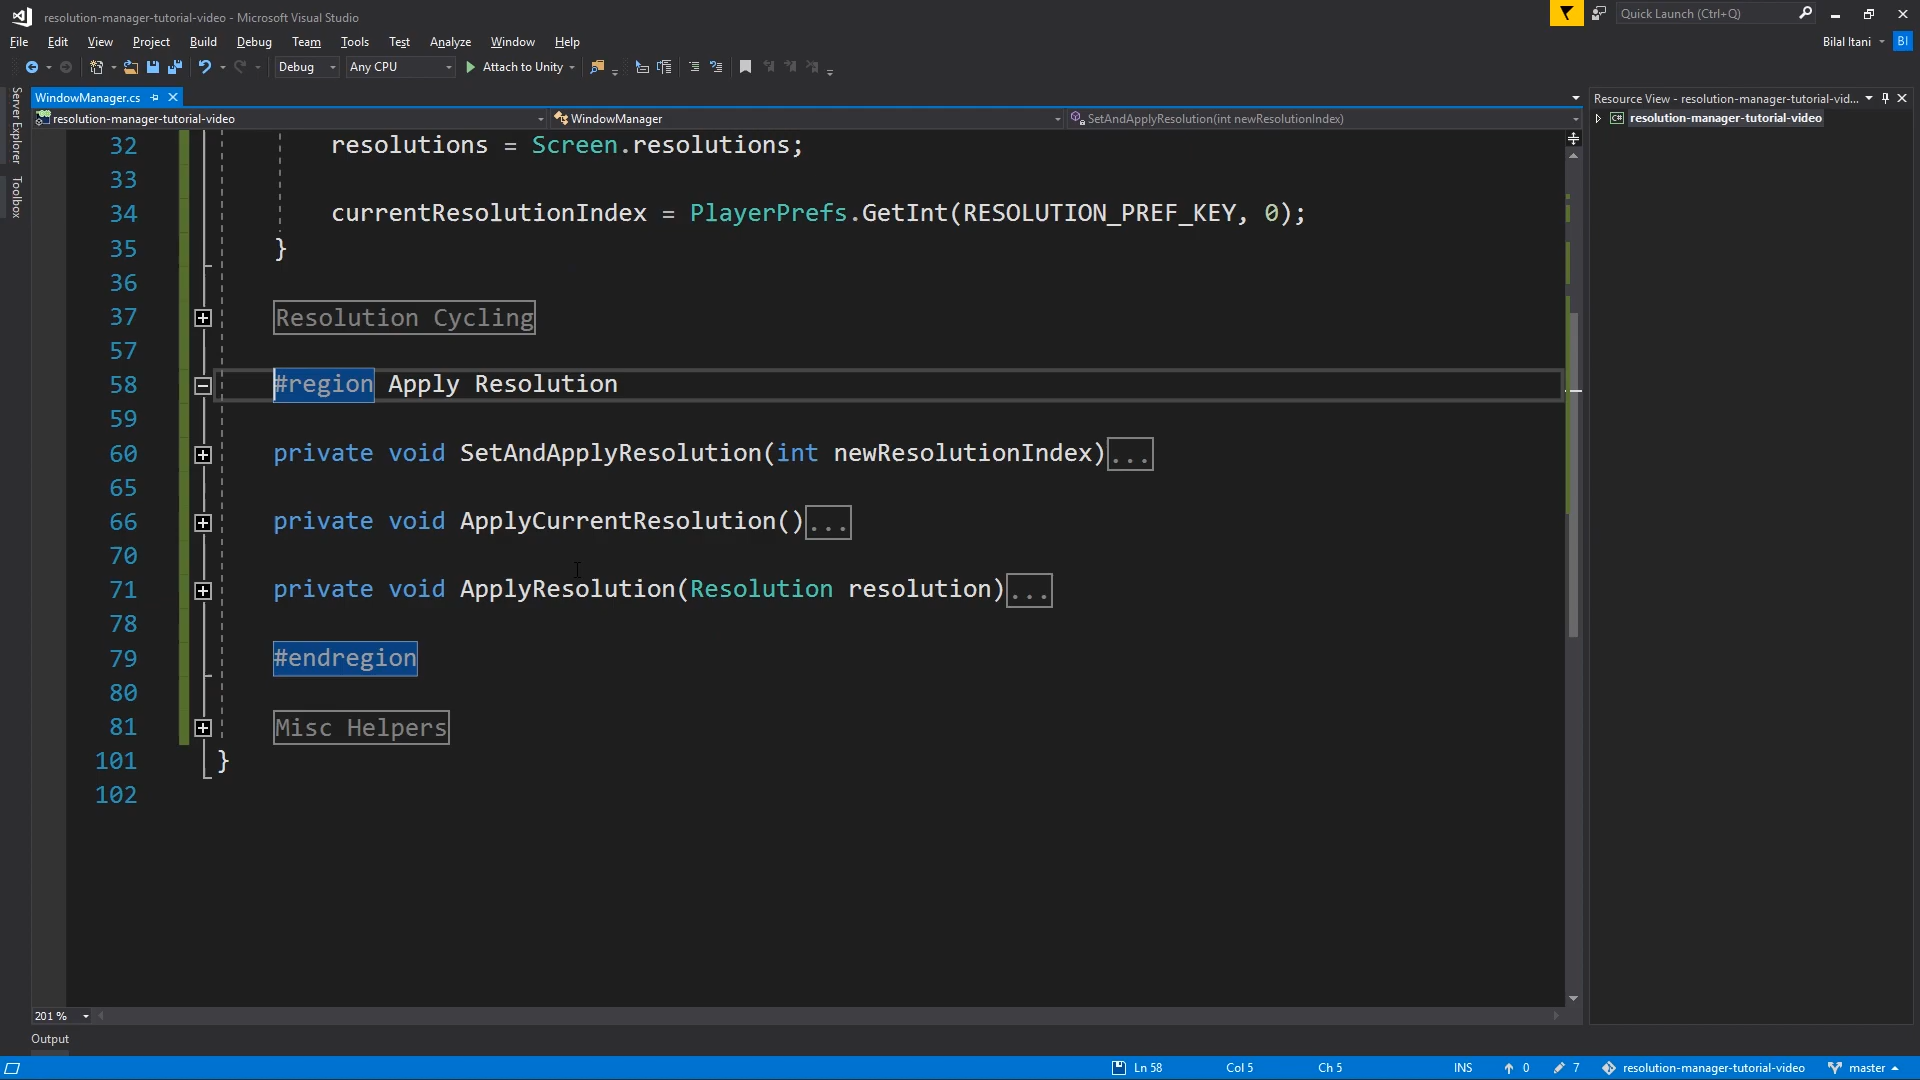 resolution-manager-tutorial-video - Microsoft Visual Studio
Quick Launch (Ctrl+Q)
File Edit View Project Build Debug Team Tools Test Analyze Window Help
Bilal Itani BI
Debug Any CPU Attach to Unity
Server Explorer
Toolbox
WindowManager.cs
Resource View - resolution-manager-tutorial-vid...
resolution-manager-tutorial-video WindowManager SetAndApplyResolution(int newResolutionIndex)
C# resolution-manager-tutorial-video
32 resolutions = Screen.resolutions;
33
34 currentResolutionIndex = PlayerPrefs.GetInt(RESOLUTION_PREF_KEY, 0);
35 }
36
37 Resolution Cycling
57
58 #region Apply Resolution
59
60 private void SetAndApplyResolution(int newResolutionIndex)...
65
66 private void ApplyCurrentResolution()...
70
71 private void ApplyResolution(Resolution resolution)...
78
79 #endregion
80
81 Misc Helpers
101 }
102
201 %
Output
Ln 58 Col 5 Ch 5 INS 0 7 resolution-manager-tutorial-video master